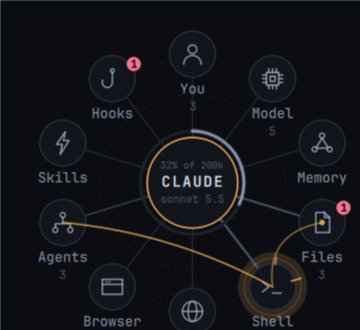 1
You
3
Hooks
Model
5
32% of 200k
CLAUDE
sonnet 5.5
Skills
Memory
1
Agents
3
Files
3
Browser
Shell